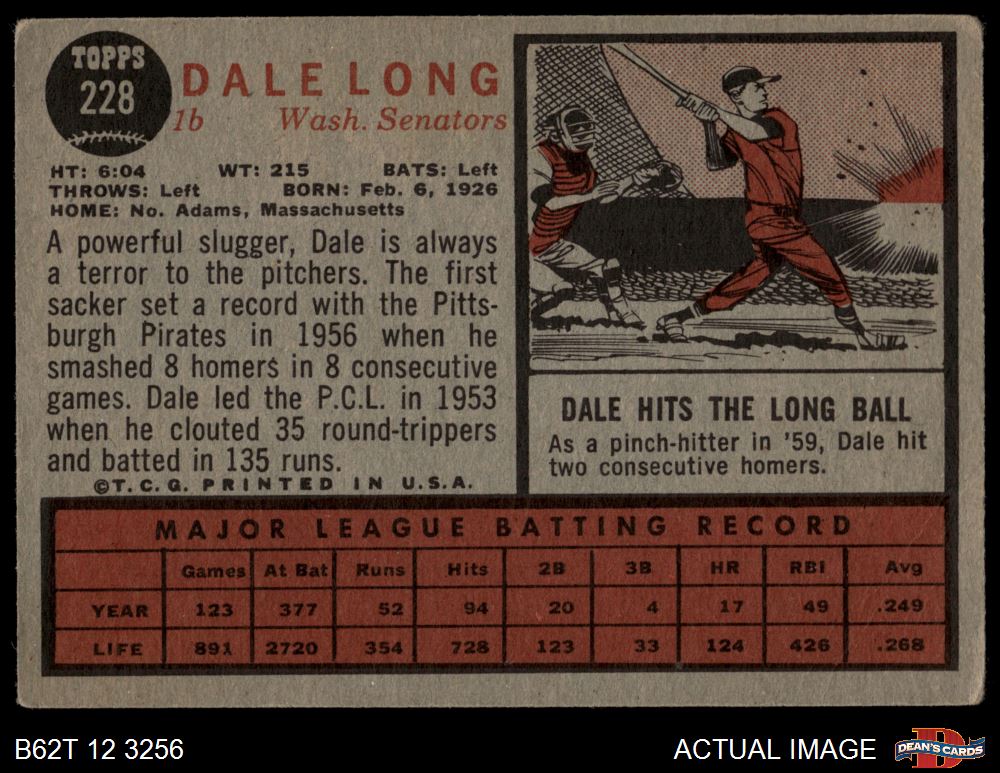 TOPPS
228
DALE LONG
1b Wash. Senators
HT: 6:04 WT: 215 BATS: Left
THROWS: Left BORN: Feb. 6, 1926
HOME: No. Adams, Massachusetts
A powerful slugger, Dale is always
a terror to the pitchers. The first
sacker set a record with the Pitts-
burgh Pirates in 1956 when he
smashed 8 homers in 8 consecutive
games. Dale led the P.C.L. in 1953
when he clouted 35 round-trippers
and batted in 135 runs.
©T.C.G. PRINTED IN U.S.A.
DALE HITS THE LONG BALL
As a pinch-hitter in '59, Dale hit
two consecutive homers.
MAJOR LEAGUE BATTING RECORD
Games At Bat Runs Hits 2B 3B HR RBI Avg
YEAR 123 377 52 94 20 4 17 49 .249
LIFE 891 2720 354 728 123 33 124 426 .268
B62T 12 3256
ACTUAL IMAGE
D
DEAN'S CARDS